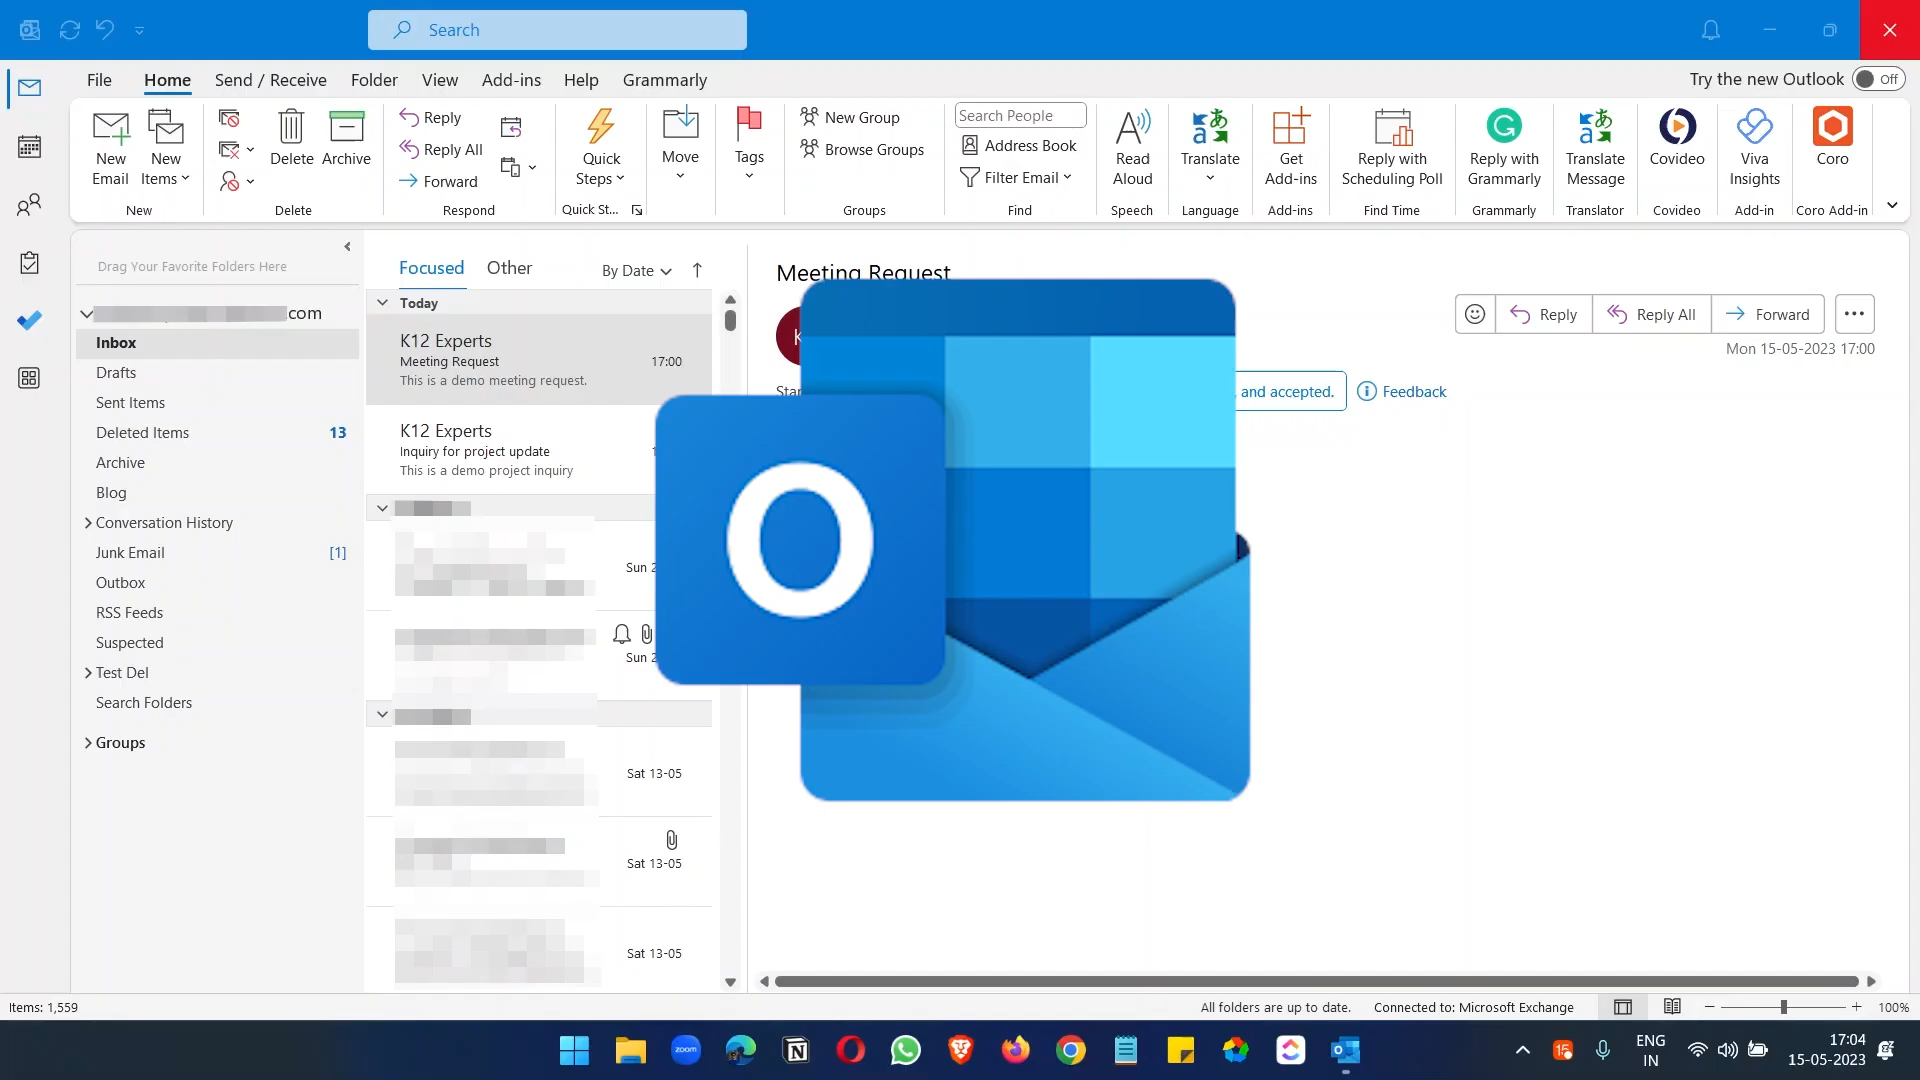 Search
File Home Send / Receive Folder View Add-ins Help Grammarly
Try the new Outlook Off
New Email
New Items
New
Delete
Archive
Delete
Reply
Reply All
Forward
Respond
Quick Steps
Quick St...
Move
Tags
New Group
Browse Groups
Groups
Search People
Address Book
Filter Email
Find
Read Aloud
Speech
Translate
Language
Get Add-ins
Add-ins
Reply with Scheduling Poll
Find Time
Reply with Grammarly
Grammarly
Translate Message
Translator
Covideo
Covideo
Viva Insights
Add-in
Coro
Coro Add-in
Drag Your Favorite Folders Here
com
Inbox
Drafts
Sent Items
Deleted Items 13
Archive
Blog
Conversation History
Junk Email [1]
Outbox
RSS Feeds
Suspected
Test Del
Search Folders
Groups
Focused Other By Date
Today
K12 Experts
Meeting Request 17:00
This is a demo meeting request.
K12 Experts
Inquiry for project update
This is a demo project inquiry
Sun
Sun
Sat 13-05
Sat 13-05
Sat 13-05
Meeting Request
K
Reply Reply All Forward
Mon 15-05-2023 17:00
and accepted. Feedback
O
Items: 1,559
All folders are up to date. Connected to: Microsoft Exchange 100%
zoom
15
ENG
IN
17:04
15-05-2023